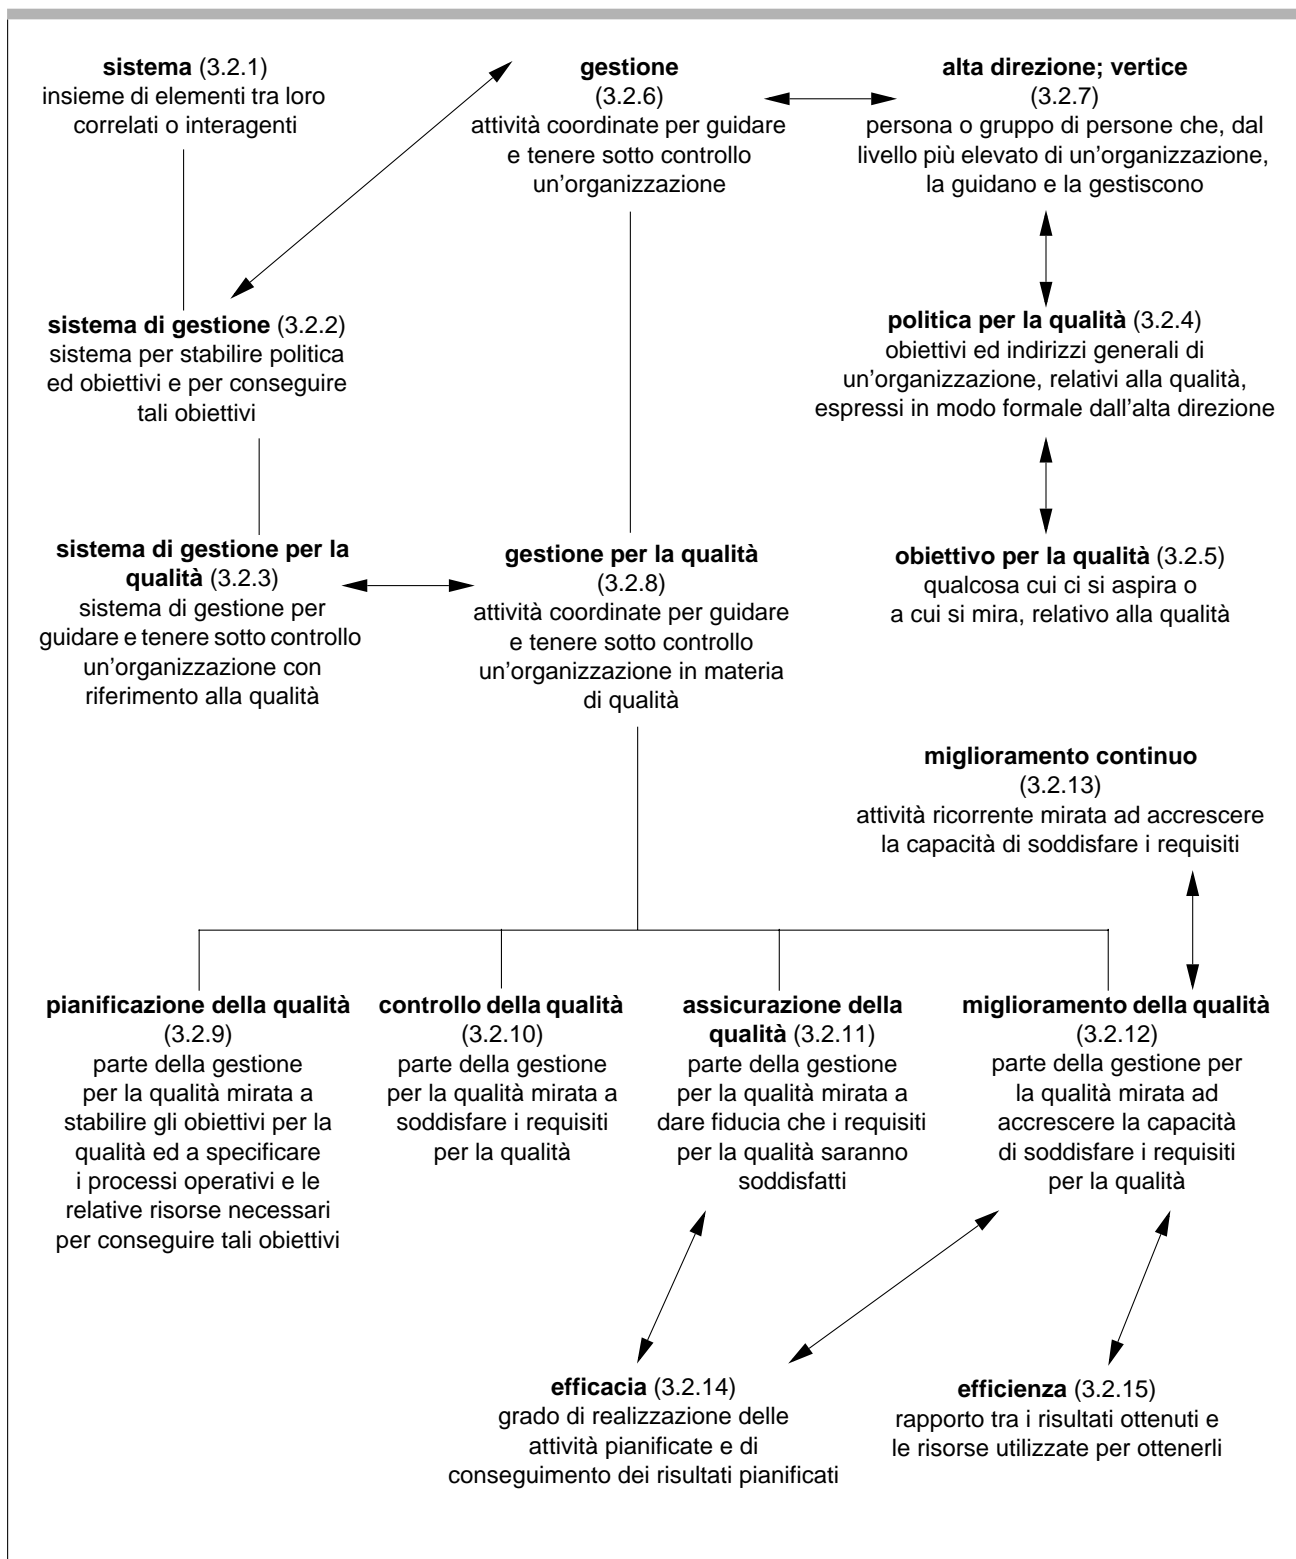 sistema (3.2.1)
insieme di elementi tra loro
correlati o interagenti
gestione
(3.2.6)
attività coordinate per guidare
e tenere sotto controllo
un'organizzazione
alta direzione; vertice
(3.2.7)
persona o gruppo di persone che, dal
livello più elevato di un'organizzazione,
la guidano e la gestiscono
sistema di gestione (3.2.2)
sistema per stabilire politica
ed obiettivi e per conseguire
tali obiettivi
politica per la qualità (3.2.4)
obiettivi ed indirizzi generali di
un'organizzazione, relativi alla qualità,
espressi in modo formale dall'alta direzione
sistema di gestione per la
qualità (3.2.3)
sistema di gestione per
guidare e tenere sotto controllo
un'organizzazione con
riferimento alla qualità
gestione per la qualità
(3.2.8)
attività coordinate per guidare
e tenere sotto controllo
un'organizzazione in materia
di qualità
obiettivo per la qualità (3.2.5)
qualcosa cui ci si aspira o
a cui si mira, relativo alla qualità
miglioramento continuo
(3.2.13)
attività ricorrente mirata ad accrescere
la capacità di soddisfare i requisiti
pianificazione della qualità
(3.2.9)
parte della gestione
per la qualità mirata a
stabilire gli obiettivi per la
qualità ed a specificare
i processi operativi e le
relative risorse necessari
per conseguire tali obiettivi
controllo della qualità
(3.2.10)
parte della gestione
per la qualità mirata a
soddisfare i requisiti
per la qualità
assicurazione della
qualità (3.2.11)
parte della gestione
per la qualità mirata a
dare fiducia che i requisiti
per la qualità saranno
soddisfatti
miglioramento della qualità
(3.2.12)
parte della gestione per
la qualità mirata ad
accrescere la capacità
di soddisfare i requisiti
per la qualità
efficacia (3.2.14)
grado di realizzazione delle
attività pianificate e di
conseguimento dei risultati pianificati
efficienza (3.2.15)
rapporto tra i risultati ottenuti e
le risorse utilizzate per ottenerli